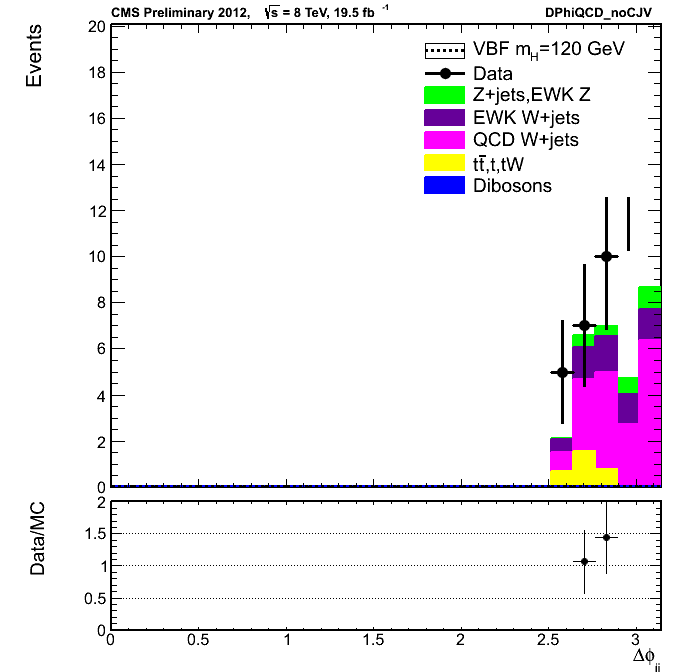 CMS Preliminary 2012, √s = 8 TeV, 19.5 fb⁻¹ DPhiQCD_noCJV
Events
20
18
16
14
12
10
8
6
4
2
0
VBF mH=120 GeV
Data
Z+jets,EWK Z
EWK W+jets
QCD W+jets
tt̄,t,tW
Dibosons
Data/MC
2
1.5
1
0.5
0
0 0.5 1 1.5 2 2.5 3
Δϕjj